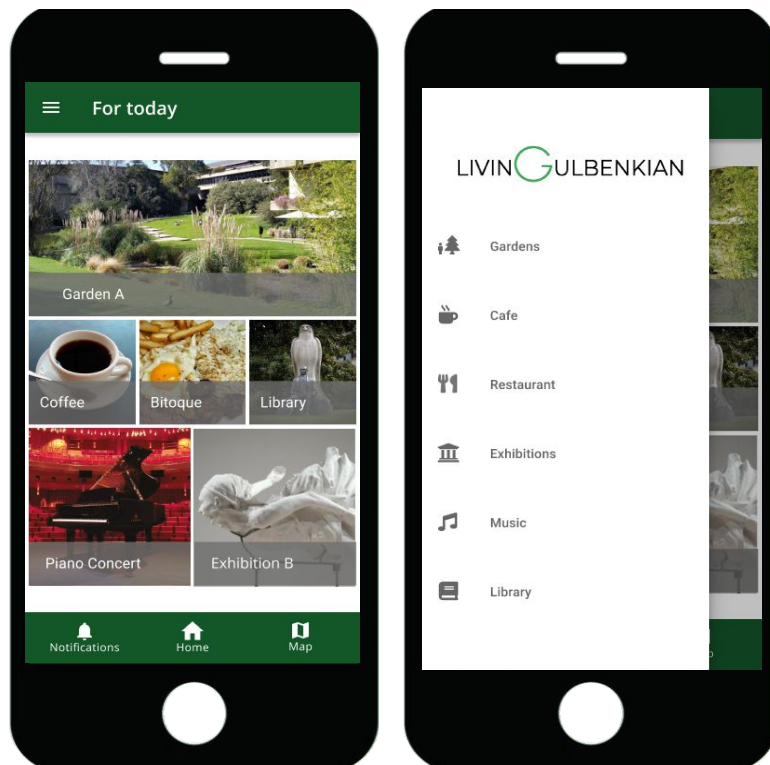 For today
Garden A
Coffee
Bitoque
Library
Piano Concert
Exhibition B
Notifications
Home
Map
LIVINGULBENKIAN
Gardens
Cafe
Restaurant
Exhibitions
Music
Library